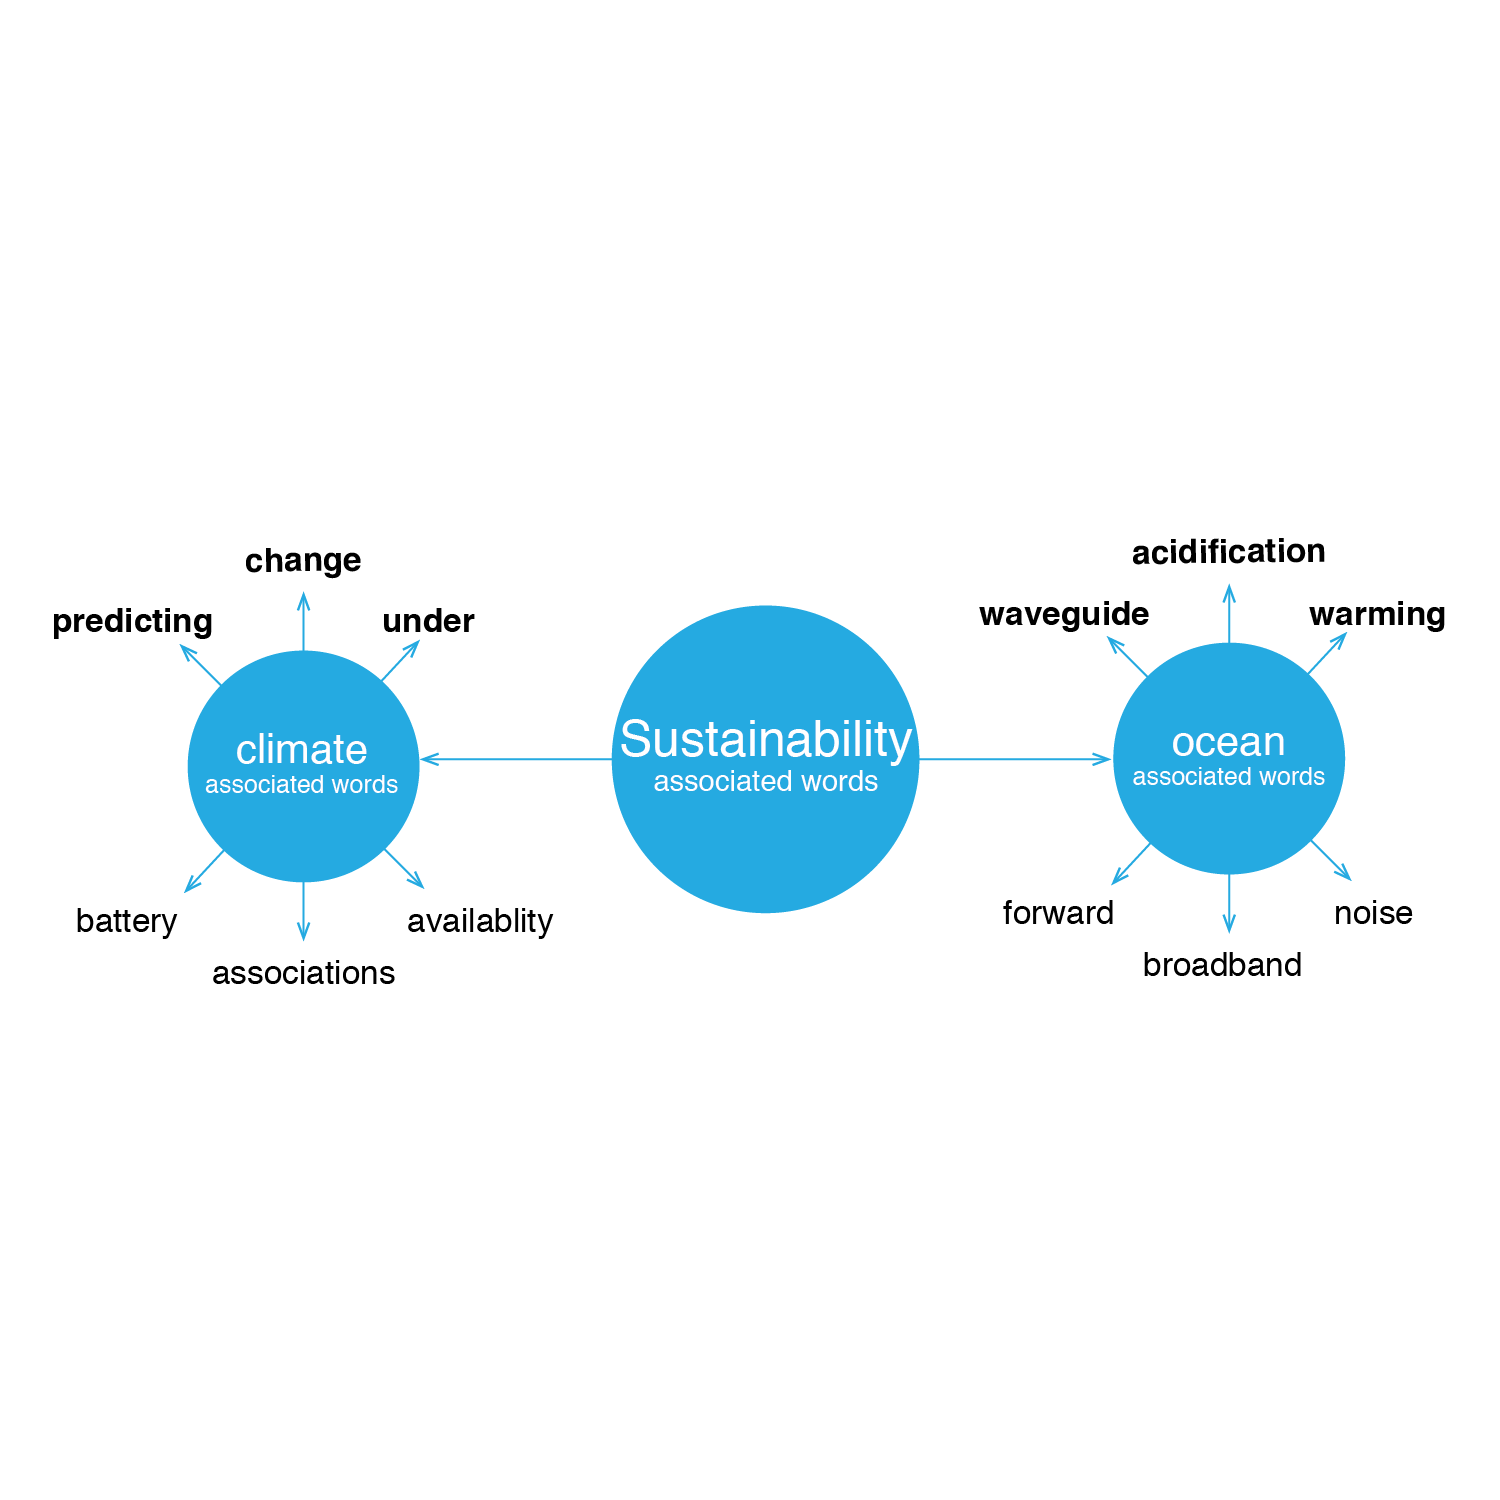 change
predicting
under
climate
associated words
battery
availablity
associations
Sustainability
associated words
acidification
waveguide
warming
ocean
associated words
forward
noise
broadband